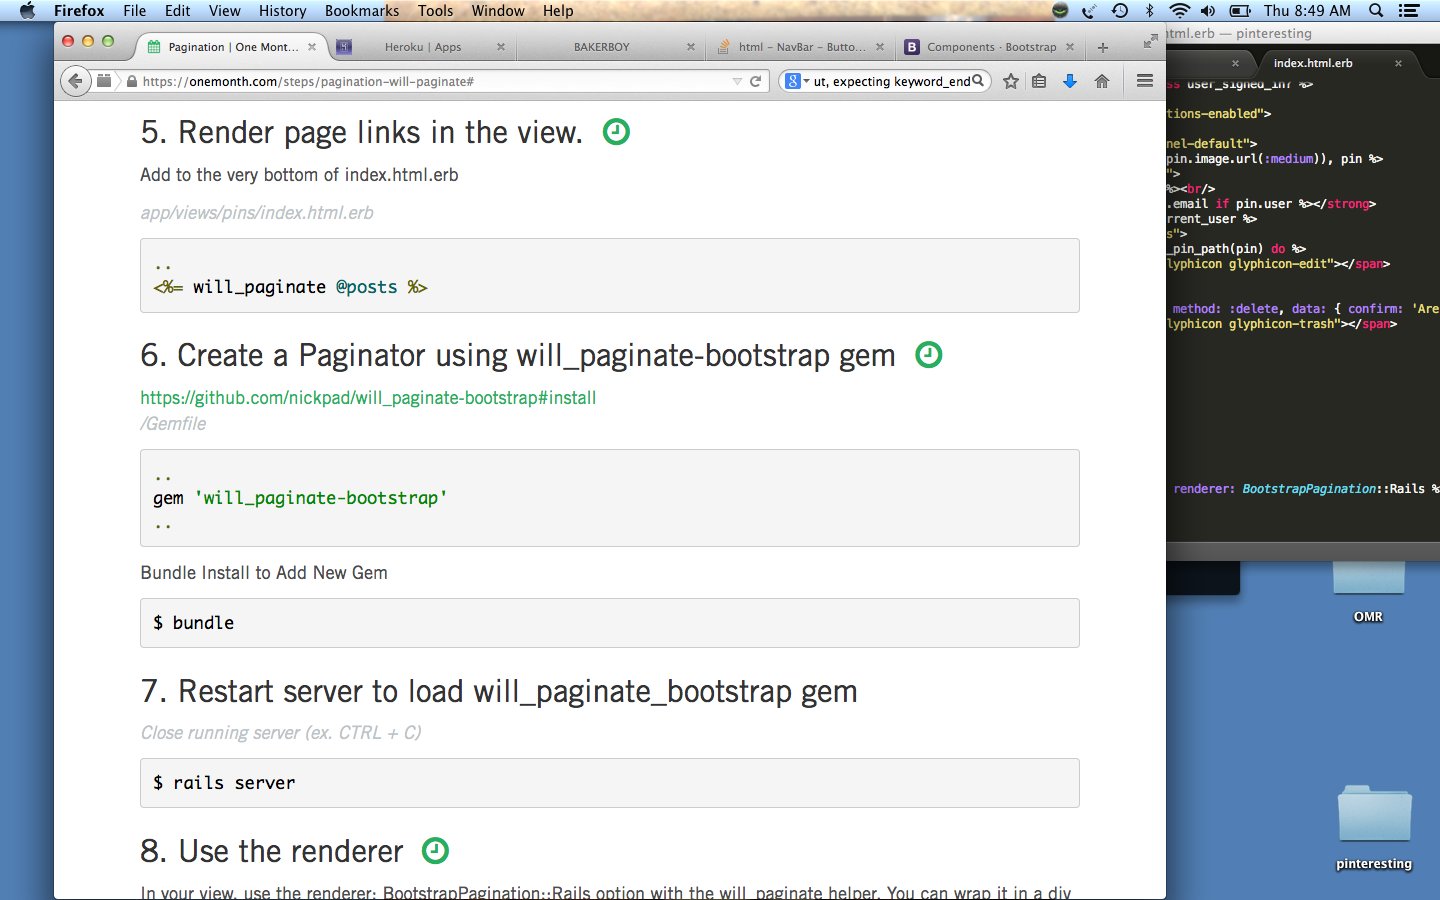 Firefox File Edit View History Bookmarks Tools Window Help Thu 8:49 AM
Pagination | One Mont... Heroku | Apps BAKERBOY html - NavBar - Butto... Components · Bootstrap
https://onemonth.com/steps/pagination-will-paginate# ut, expecting keyword_end
5. Render page links in the view.
Add to the very bottom of index.html.erb
app/views/pins/index.html.erb
..
<%= will_paginate @posts %>
6. Create a Paginator using will_paginate-bootstrap gem
https://github.com/nickpad/will_paginate-bootstrap#install
/Gemfile
..
gem 'will_paginate-bootstrap'
..
Bundle Install to Add New Gem
$ bundle
7. Restart server to load will_paginate_bootstrap gem
Close running server (ex. CTRL + C)
$ rails server
8. Use the renderer
In your view, use the renderer: BootstrapPagination::Rails option with the will_paginate helper. You can wrap it in a div
html.erb — pinteresting
index.html.erb
ss user_signed_in? %>
tions-enabled">
nel-default">
pin.image.url(:medium)), pin %>
">
%><br/>
.email if pin.user %></strong>
rrent_user %>
s">
_pin_path(pin) do %>
lyphicon glyphicon-edit"></span>
method: :delete, data: { confirm: 'Are
lyphicon glyphicon-trash"></span>
renderer: BootstrapPagination::Rails %
OMR
pinteresting